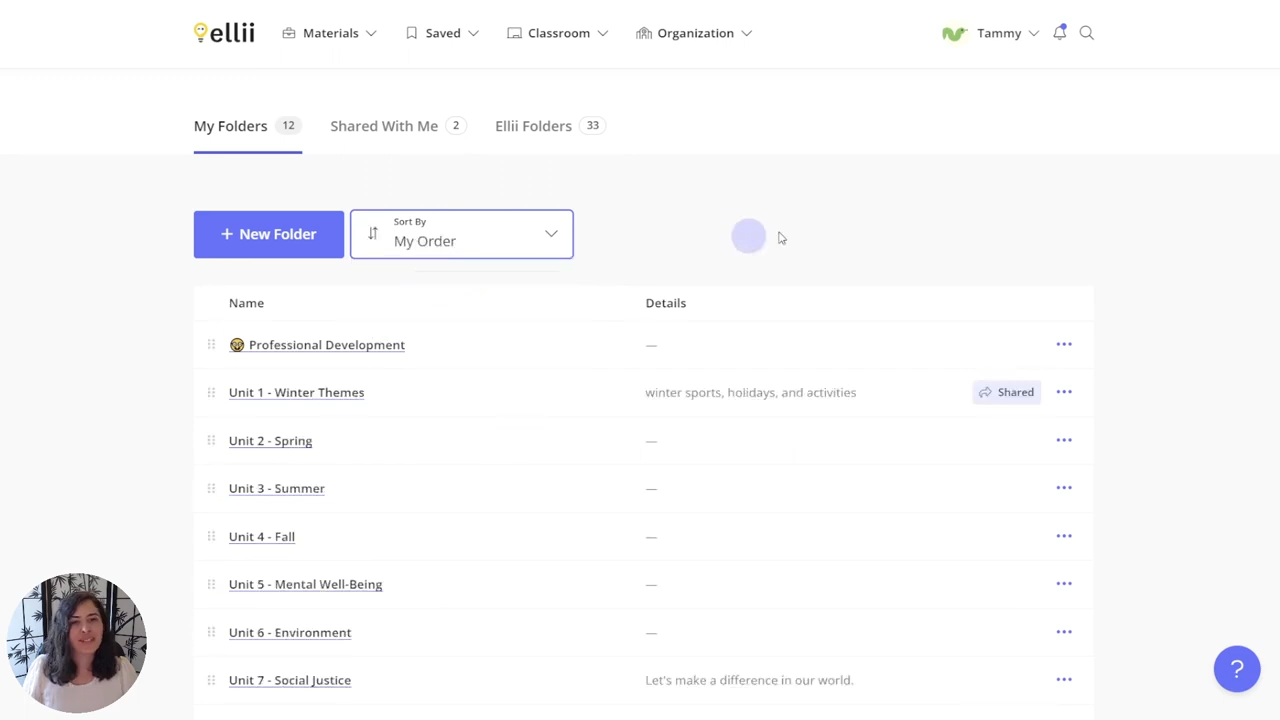 ellii Materials Saved Classroom Organization Tammy
My Folders 12 Shared With Me 2 Ellii Folders 33
+ New Folder
Sort By
My Order
Name Details
Professional Development —
Unit 1 - Winter Themes winter sports, holidays, and activities Shared
Unit 2 - Spring —
Unit 3 - Summer —
Unit 4 - Fall —
Unit 5 - Mental Well-Being —
Unit 6 - Environment —
Unit 7 - Social Justice Let's make a difference in our world.
?